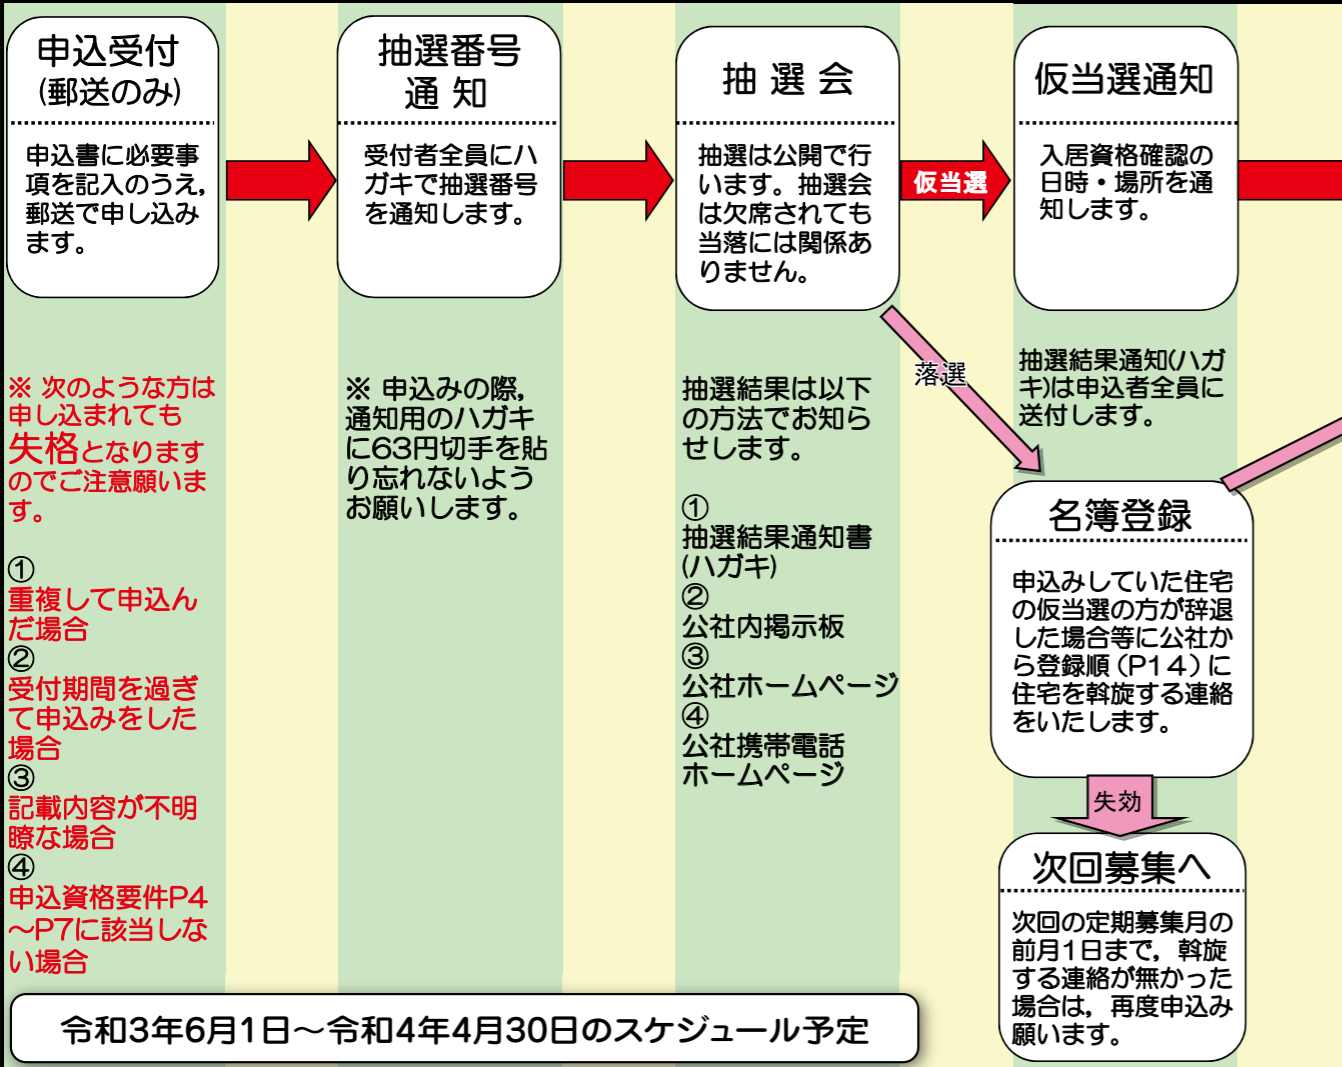 申込受付
(郵送のみ)
申込書に必要事
項を記入のうえ,
郵送で申し込み
ます。
※ 次のような方は
申し込まれても
失格となります
のでご注意願いま
す。
①
重複して申込ん
だ場合
②
受付期間を過ぎ
て申込みをした
場合
③
記載内容が不明
瞭な場合
④
申込資格要件P4
～P7に該当しな
い場合
抽選番号
通 知
受付者全員にハ
ガキで抽選番号
を通知します。
※ 申込みの際,
通知用のハガキ
に63円切手を貼
り忘れないよう
お願いします。
抽 選 会
抽選は公開で行
います。抽選会
は欠席されても
当落には関係あ
りません。
抽選結果は以下
の方法でお知ら
せします。
①
抽選結果通知書
(ハガキ)
②
公社内掲示板
③
公社ホームページ
④
公社携帯電話
ホームページ
仮当選
落選
仮当選通知
入居資格確認の
日時・場所を通
知します。
抽選結果通知(ハガ
キ)は申込者全員に
送付します。
名簿登録
申込みしていた住宅
の仮当選の方が辞退
した場合等に公社か
ら登録順（P14）に
住宅を斡旋する連絡
をいたします。
失効
次回募集へ
次回の定期募集月の
前月1日まで, 斡旋
する連絡が無かった
場合は, 再度申込み
願います。
令和3年6月1日～令和4年4月30日のスケジュール予定